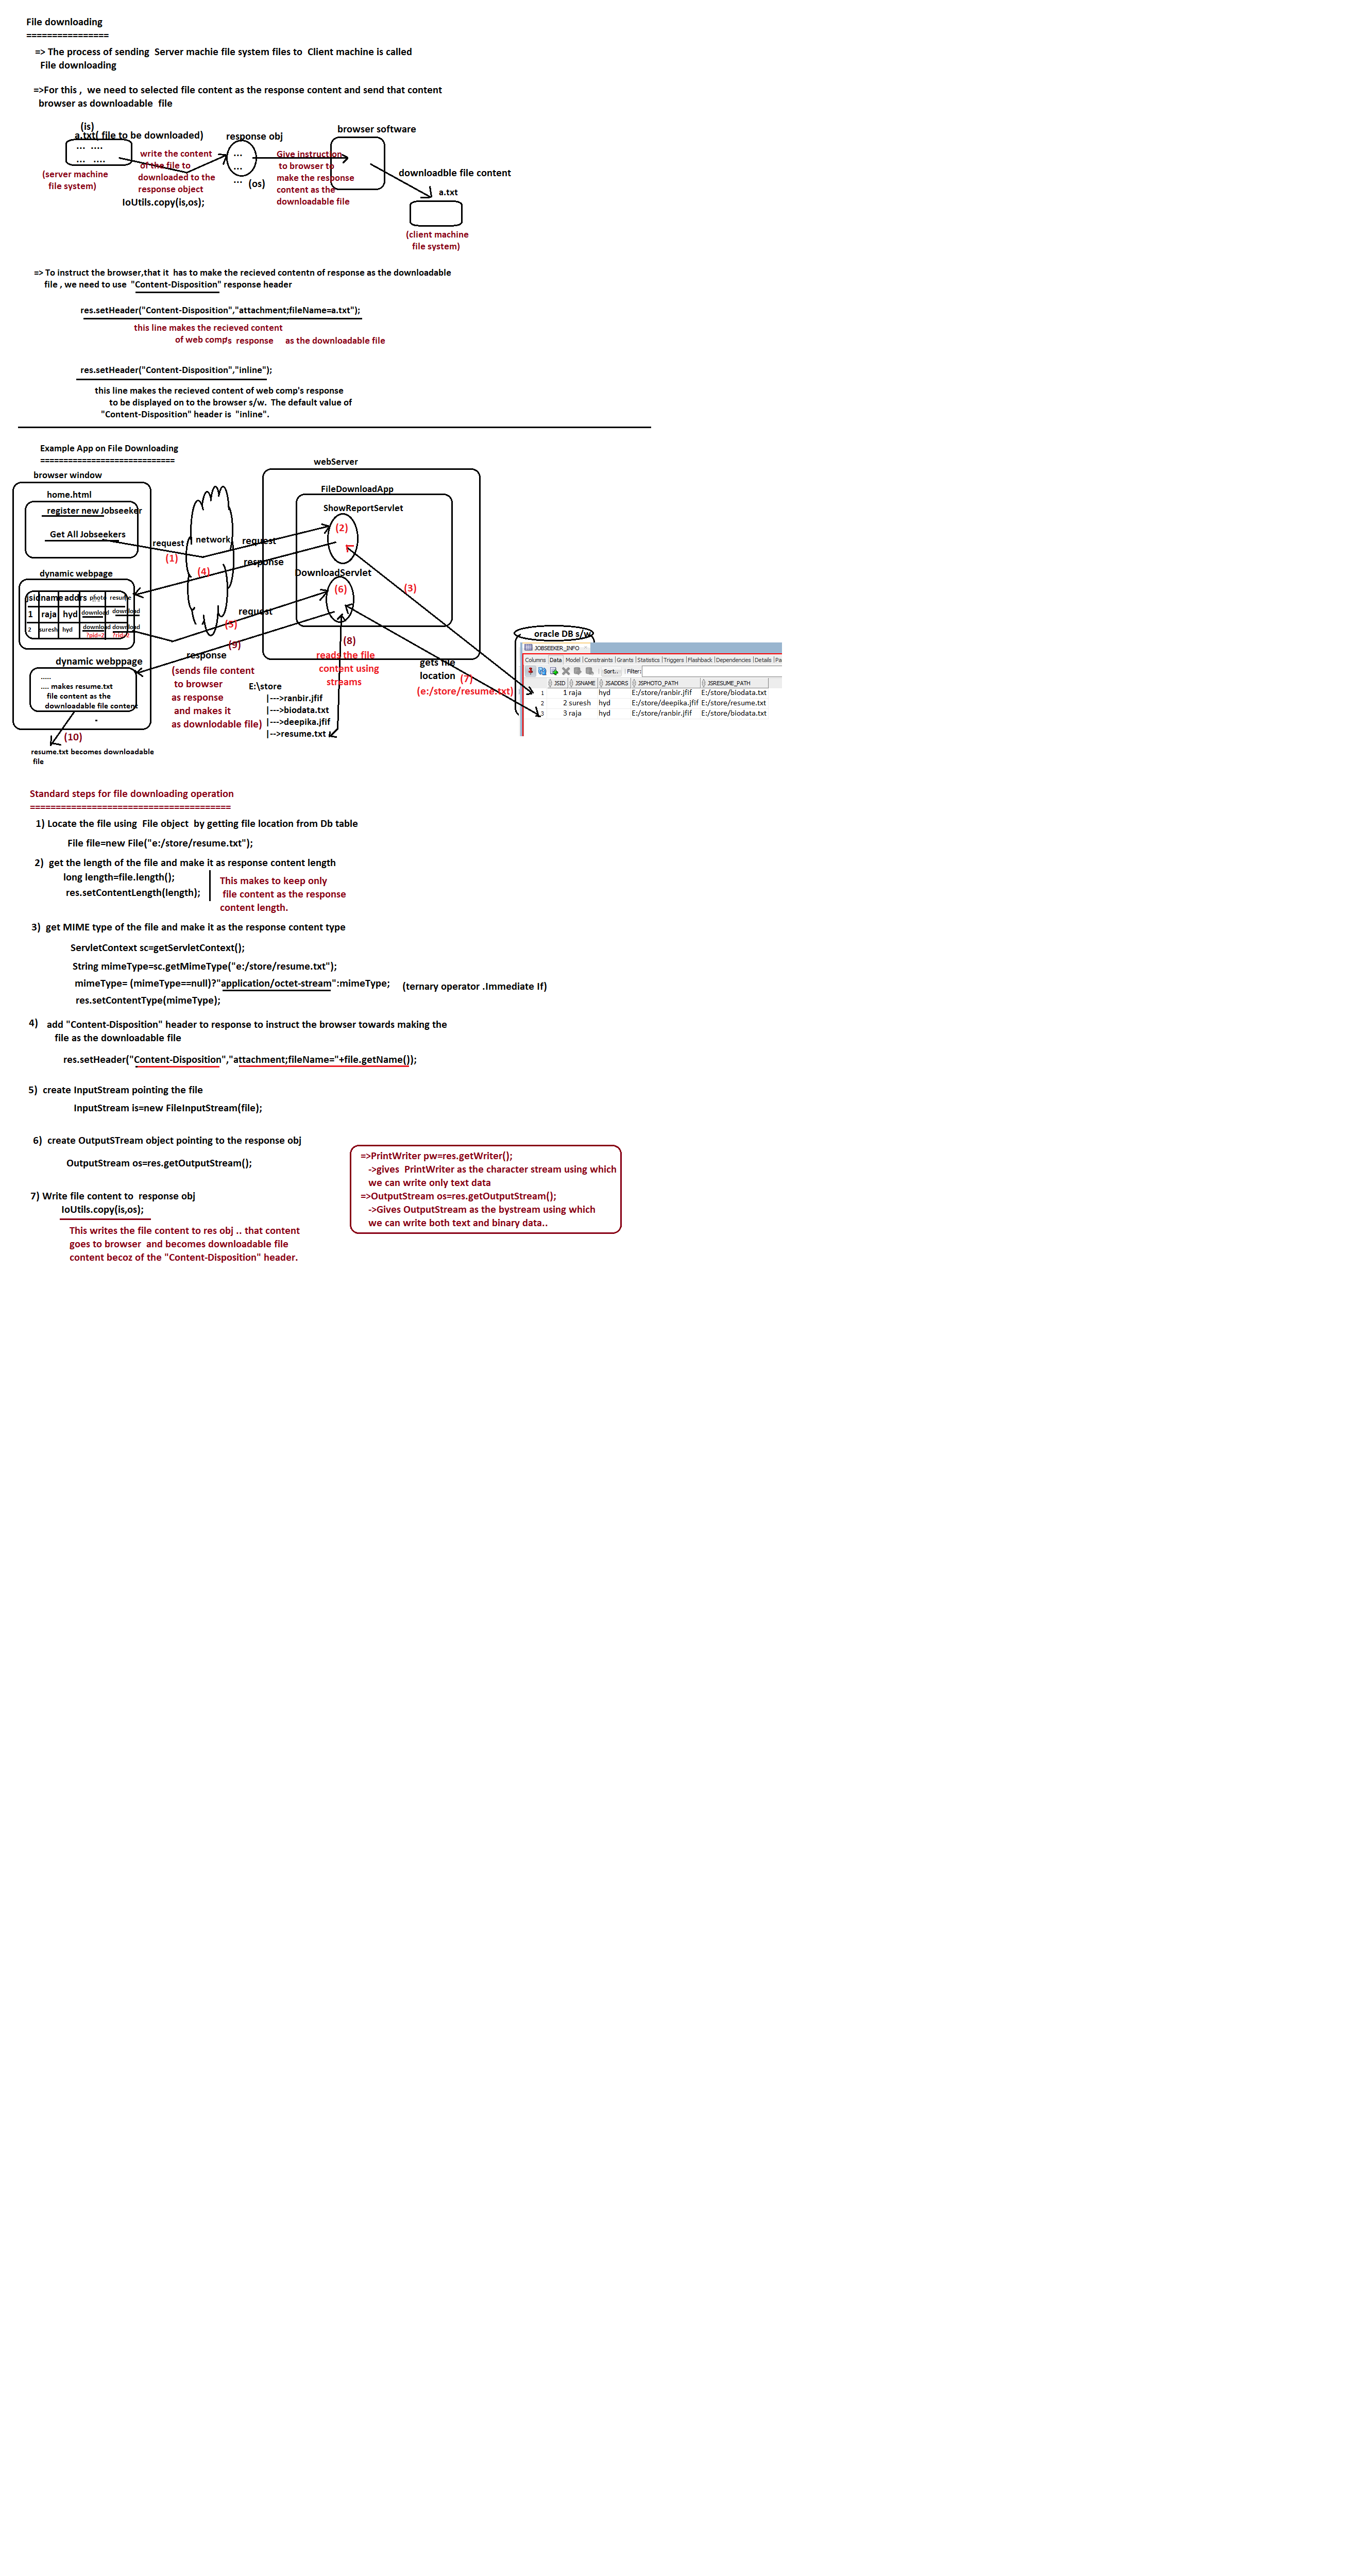 File downloading
================
=> The process of sending Server machie file system files to Client machine is called
File downloading
=>For this , we need to selected file content as the response content and send that content
browser as downloadable file
(is)
a.txt( file to be downloaded)
... ....
... ....
(server machine
file system)
write the content
of the file to
downloaded to the
response object
IoUtils.copy(is,os);
response obj
...
...
...
(os)
Give instruction
to browser to
make the response
content as the
downloadable file
browser software
downloadble file content
a.txt
(client machine
file system)
=> To instruct the browser,that it has to make the recieved contentn of response as the downloadable
file , we need to use "Content-Disposition" response header
res.setHeader("Content-Disposition","attachment;fileName=a.txt");
this line makes the recieved content
of web comp's response as the downloadable file
res.setHeader("Content-Disposition","inline");
this line makes the recieved content of web comp's response
to be displayed on to the browser s/w. The default value of
"Content-Disposition" header is "inline".
Example App on File Downloading
=============================
browser window
home.html
register new Jobseeker
Get All Jobseekers
dynamic webpage
jsid name addrs photo resume
1 raja hyd download download
2 suresh hyd download download
?pid=2 ?rid=2
dynamic webppage
.....
.... makes resume.txt
file content as the
downloadable file content
.
(10)
resume.txt becomes downloadable
file
request
(1)
network
(4)
request
response
request
(5)
(9)
response
(sends file content
to browser
as response
and makes it
as downlodable file)
webServer
FileDownloadApp
ShowReportServlet
(2)
DownloadServlet
(6)
(3)
(8)
reads the file
content using
streams
E:\store
|--->ranbir.jfif
|--->biodata.txt
|--->deepika.jfif
|-->resume.txt
gets file
location (7)
(e:/store/resume.txt)
oracle DB s/w
JOBSEEKER_INFO
Columns Data Model Constraints Grants Statistics Triggers Flashback Dependencies Details Pa
Sort.. Filter:
JSID JSNAME JSADDRS JSPHOTO_PATH JSRESUME_PATH
1 1 raja hyd E:/store/ranbir.jfif E:/store/biodata.txt
2 2 suresh hyd E:/store/deepika.jfif E:/store/resume.txt
3 3 raja hyd E:/store/ranbir.jfif E:/store/biodata.txt
Standard steps for file downloading operation
=======================================
1) Locate the file using File object by getting file location from Db table
File file=new File("e:/store/resume.txt");
2) get the length of the file and make it as response content length
long length=file.length();
res.setContentLength(length);
This makes to keep only
file content as the response
content length.
3) get MIME type of the file and make it as the response content type
ServletContext sc=getServletContext();
String mimeType=sc.getMimeType("e:/store/resume.txt");
mimeType= (mimeType==null)?"application/octet-stream":mimeType; (ternary operator .Immediate If)
res.setContentType(mimeType);
4) add "Content-Disposition" header to response to instruct the browser towards making the
file as the downloadable file
res.setHeader("Content-Disposition","attachment;fileName="+file.getName());
5) create InputStream pointing the file
InputStream is=new FileInputStream(file);
6) create OutputSTream object pointing to the response obj
OutputStream os=res.getOutputStream();
7) Write file content to response obj
IoUtils.copy(is,os);
This writes the file content to res obj .. that content
goes to browser and becomes downloadable file
content becoz of the "Content-Disposition" header.
=>PrintWriter pw=res.getWriter();
->gives PrintWriter as the character stream using which
we can write only text data
=>OutputStream os=res.getOutputStream();
->Gives OutputStream as the bystream using which
we can write both text and binary data..